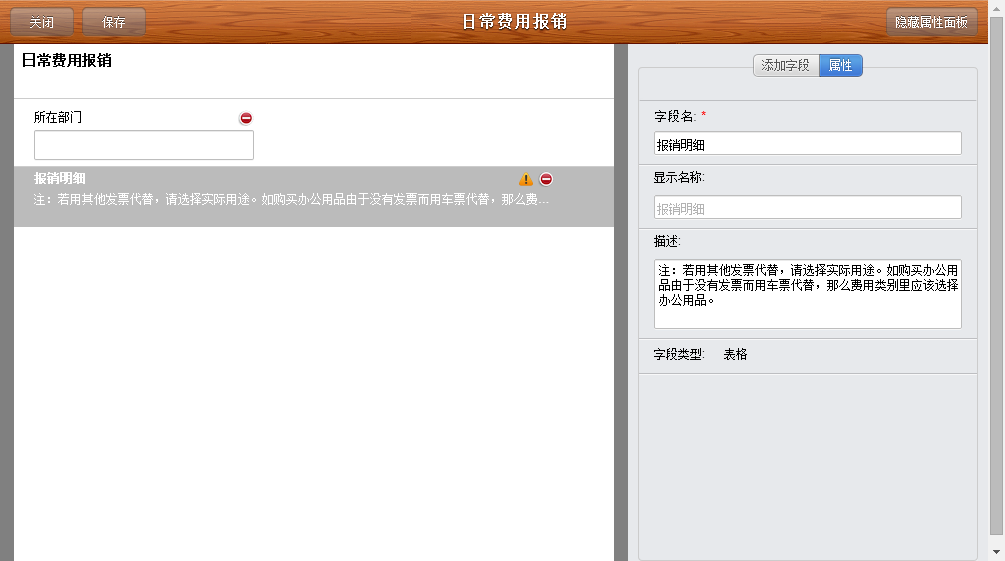 关闭
保存
日常费用报销
隐藏属性面板
日常费用报销
所在部门
报销明细
注：若用其他发票代替，请选择实际用途。如购买办公用品由于没有发票而用车票代替，那么费...
添加字段
属性
字段名: *
报销明细
显示名称:
报销明细
描述:
注：若用其他发票代替，请选择实际用途。如购买办公用
品由于没有发票而用车票代替，那么费用类别里应该选择
办公用品。
字段类型: 表格